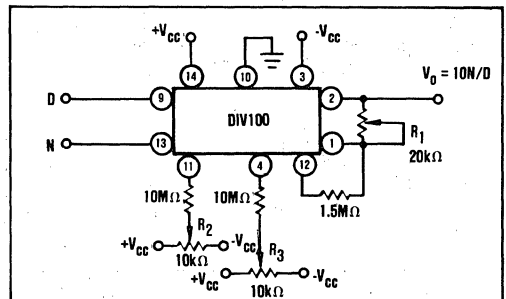 +VCC
-VCC
14
10
3
VO = 10N/D
D
9
2
DIV100
R1
20kΩ
N
13
1
11
4
12
10MΩ
10MΩ
1.5MΩ
R2
+VCC
-VCC
10kΩ
R3
+VCC
-VCC
10kΩ